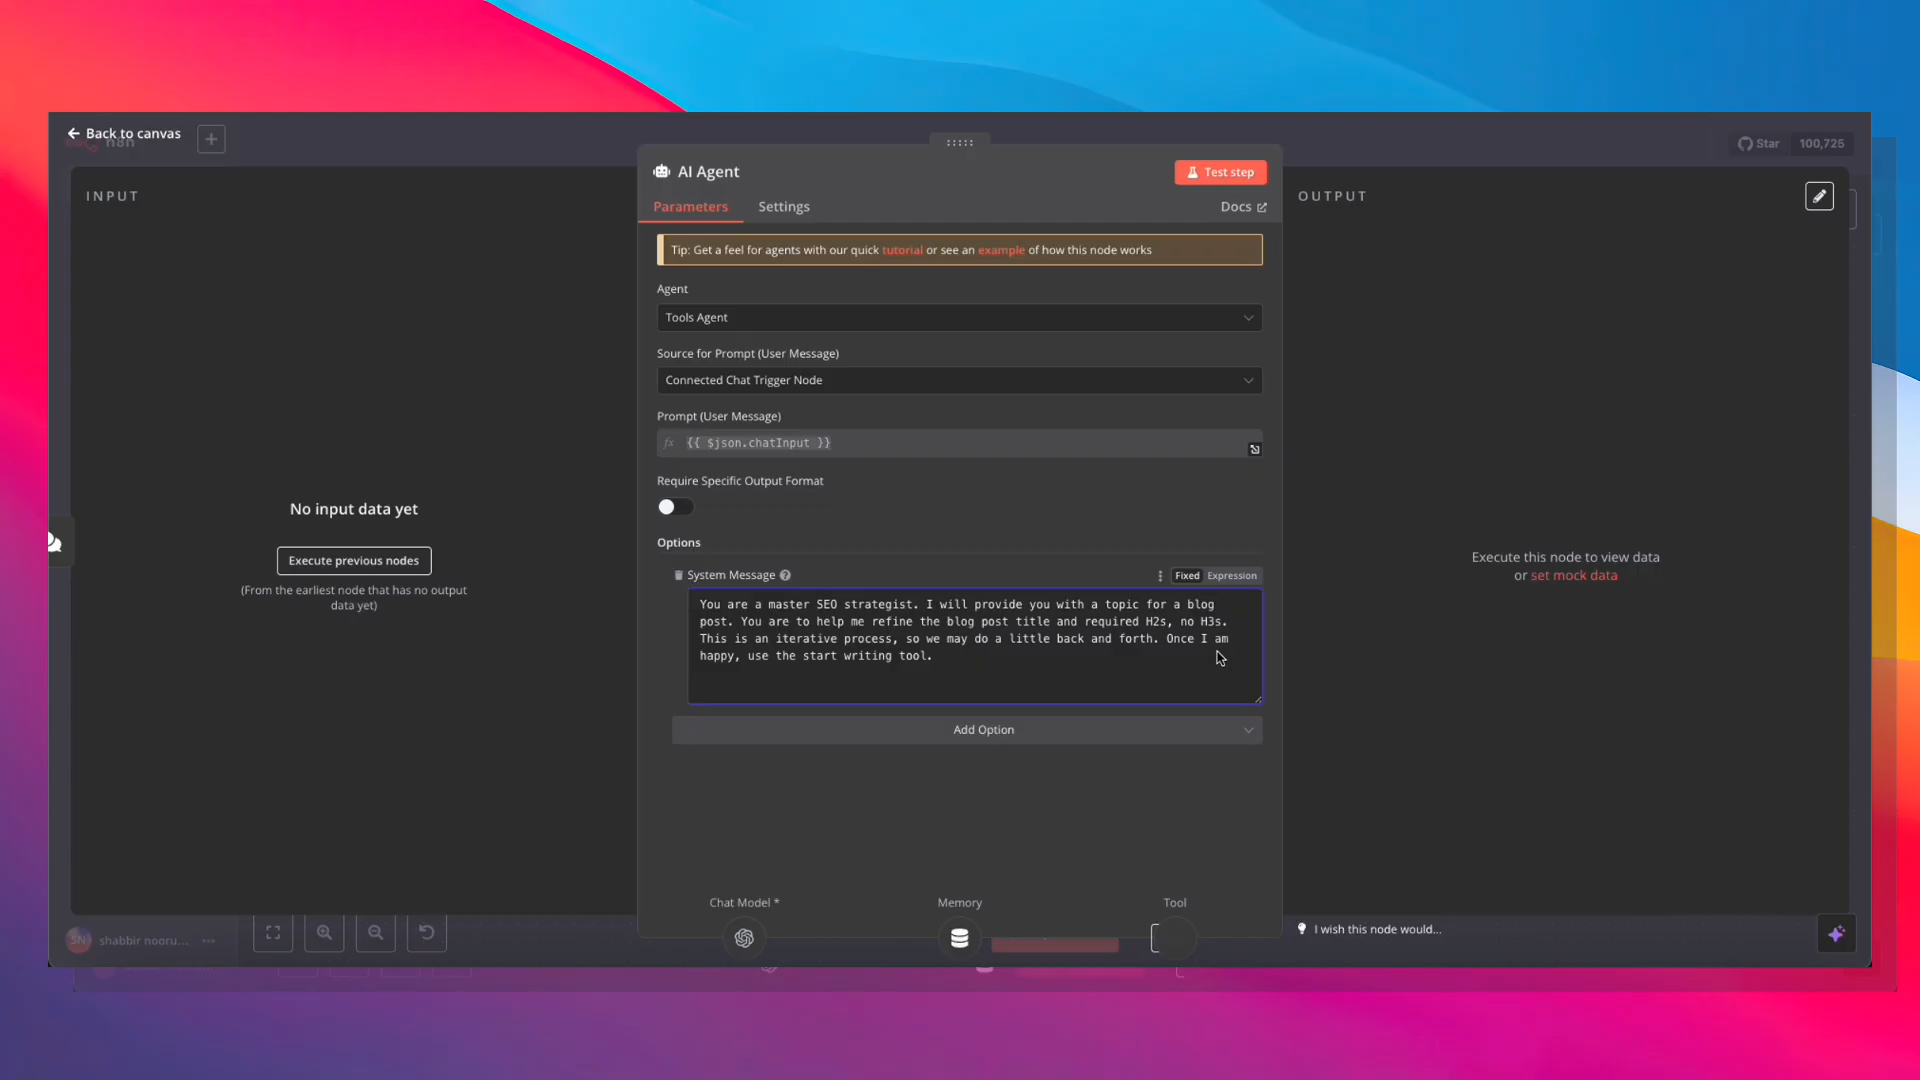 Back to canvas
n8n
Star 100,725
INPUT
AI Agent
Test step
OUTPUT
Parameters
Settings
Docs
Tip: Get a feel for agents with our quick tutorial or see an example of how this node works
Agent
Tools Agent
Source for Prompt (User Message)
Connected Chat Trigger Node
Prompt (User Message)
fx {{ $json.chatInput }}
Require Specific Output Format
No input data yet
Execute previous nodes
(From the earliest node that has no output
data yet)
Options
System Message
Fixed Expression
You are a master SEO strategist. I will provide you with a topic for a blog
post. You are to help me refine the blog post title and required H2s, no H3s.
This is an iterative process, so we may do a little back and forth. Once I am
happy, use the start writing tool.
Add Option
Execute this node to view data
or set mock data
Chat Model *
Memory
Tool
SN shabbir nooru...
I wish this node would...